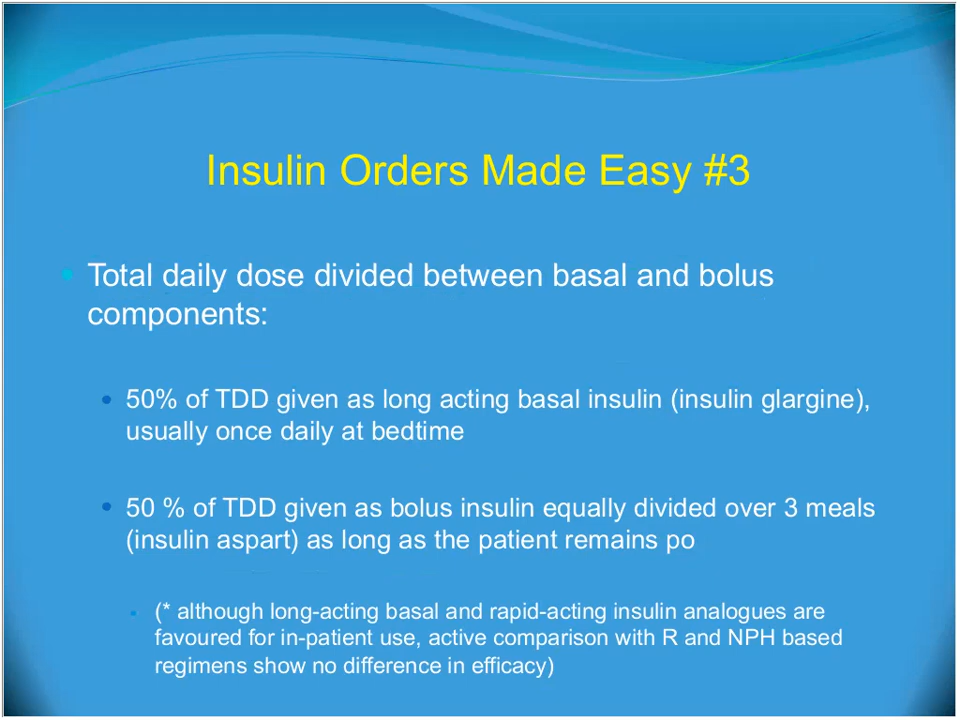 Insulin Orders Made Easy #3
Total daily dose divided between basal and bolus
components:
50% of TDD given as long acting basal insulin (insulin glargine),
usually once daily at bedtime
50 % of TDD given as bolus insulin equally divided over 3 meals
(insulin aspart) as long as the patient remains po
(* although long-acting basal and rapid-acting insulin analogues are
favoured for in-patient use, active comparison with R and NPH based
regimens show no difference in efficacy)